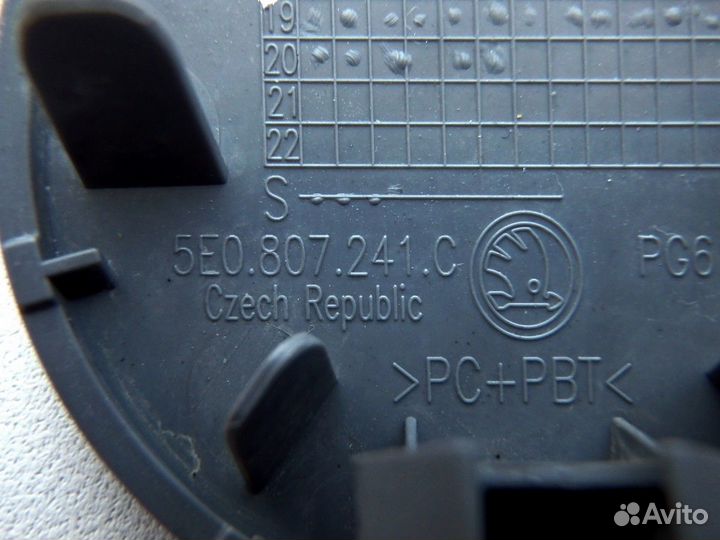 19
20
21
22
S
5E0.807.241.C
PG6
Czech Republic
>PC+PBT<
Avito